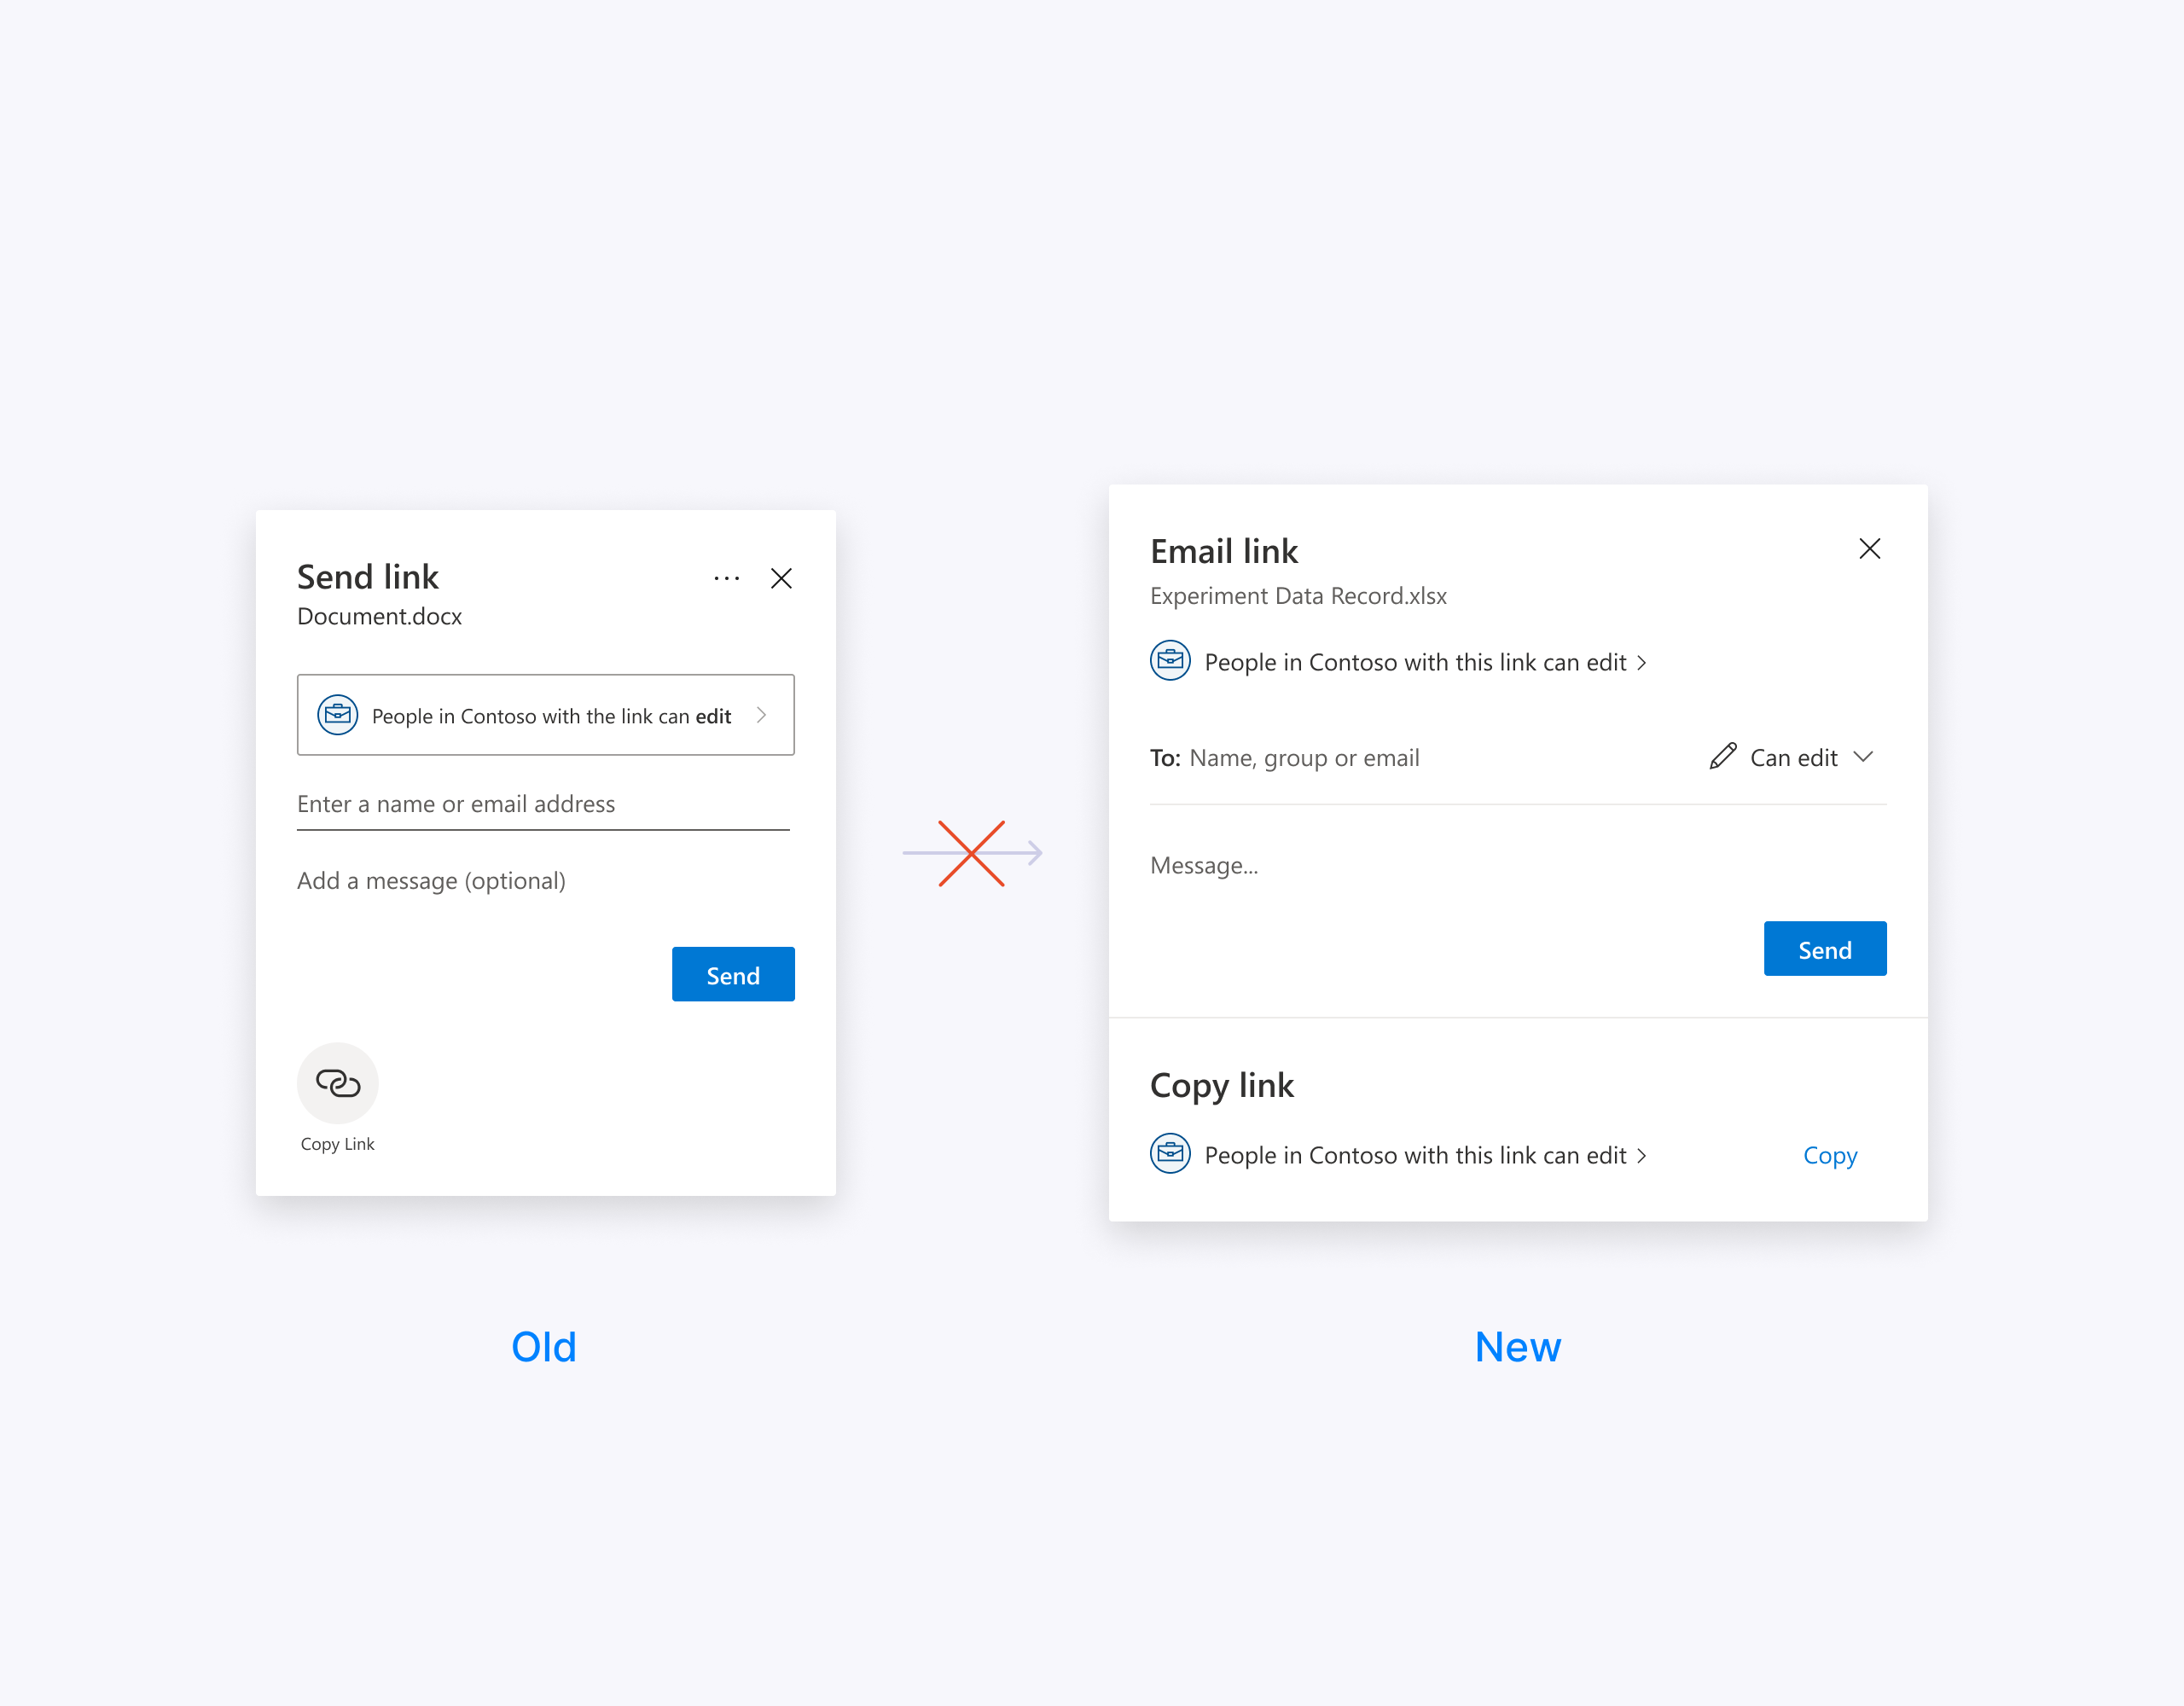 Send link
Document.docx
People in Contoso with the link can edit
Enter a name or email address
Add a message (optional)
Send
Copy Link
Old
Email link
Experiment Data Record.xlsx
People in Contoso with this link can edit
To: Name, group or email
Can edit
Message...
Send
Copy link
People in Contoso with this link can edit
Copy
New